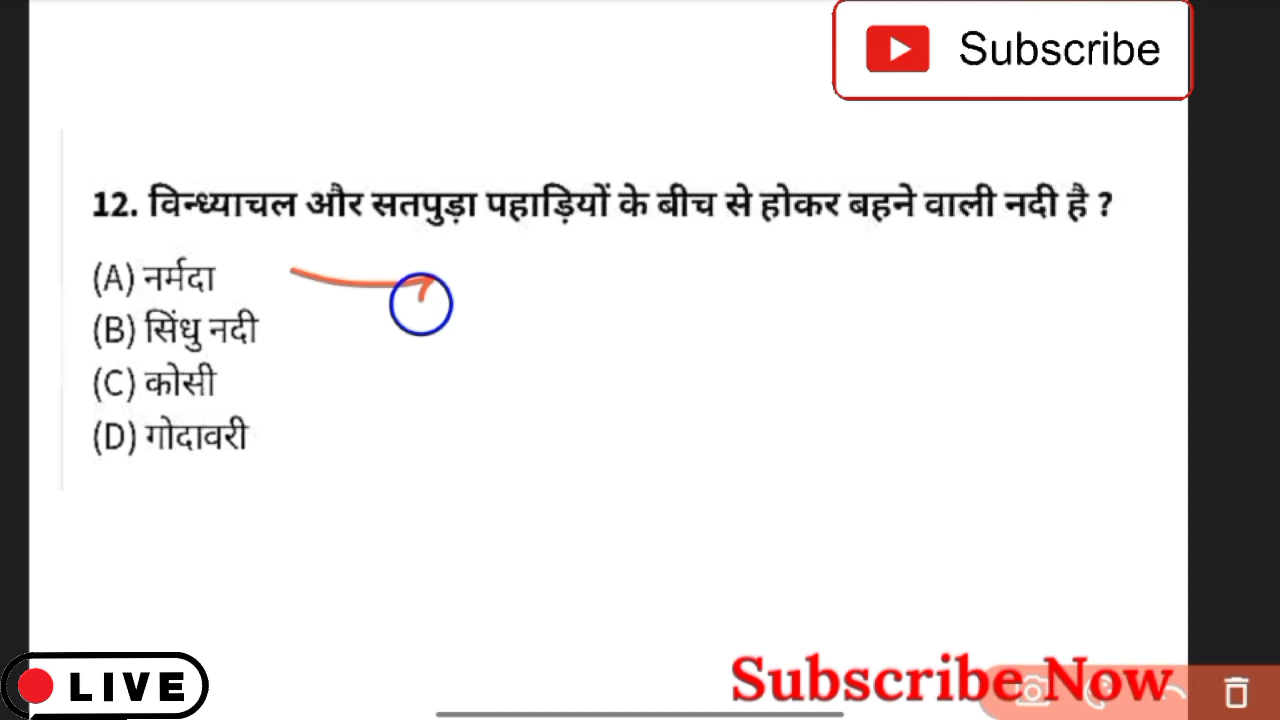 Subscribe
12. विन्ध्याचल और सतपुड़ा पहाड़ियों के बीच से होकर बहने वाली नदी है ?
(A) नर्मदा
(B) सिंधु नदी
(C) कोसी
(D) गोदावरी
LIVE
Subscribe Now